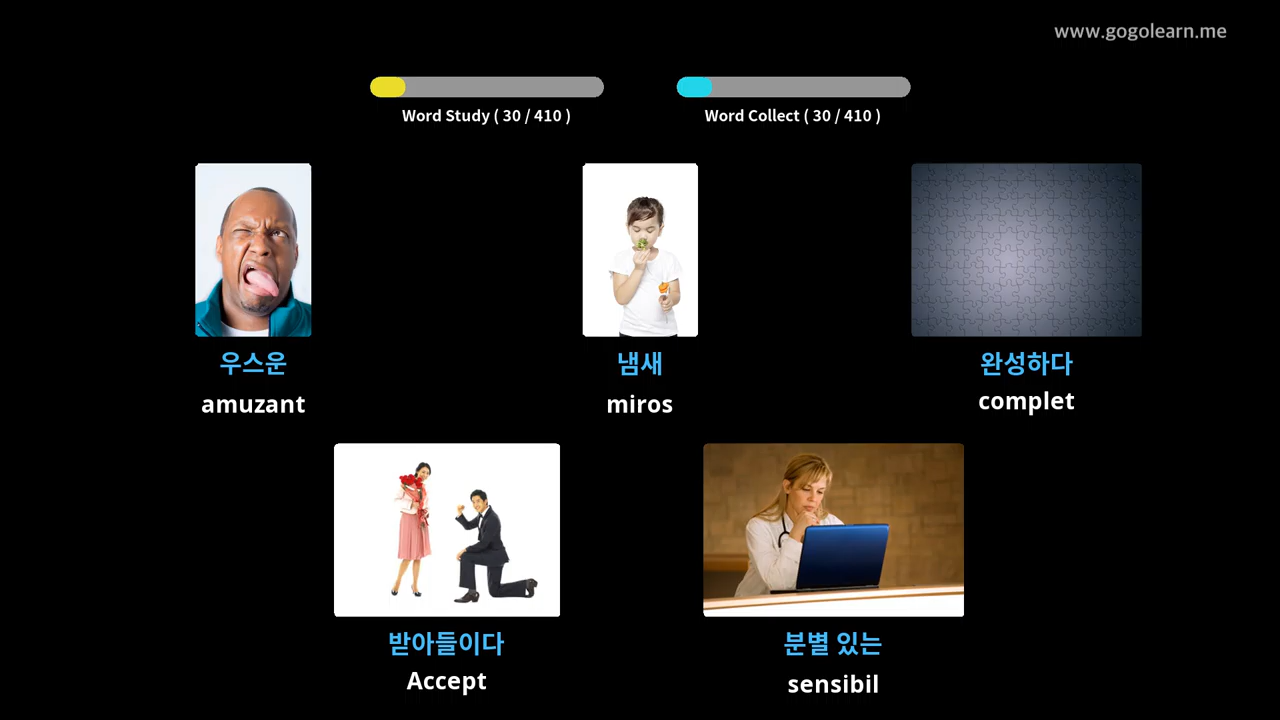 www.gogolearn.me
Word Study ( 30 / 410 )
Word Collect ( 30 / 410 )
우스운
amuzant
냄새
miros
완성하다
complet
받아들이다
Accept
분별 있는
sensibil